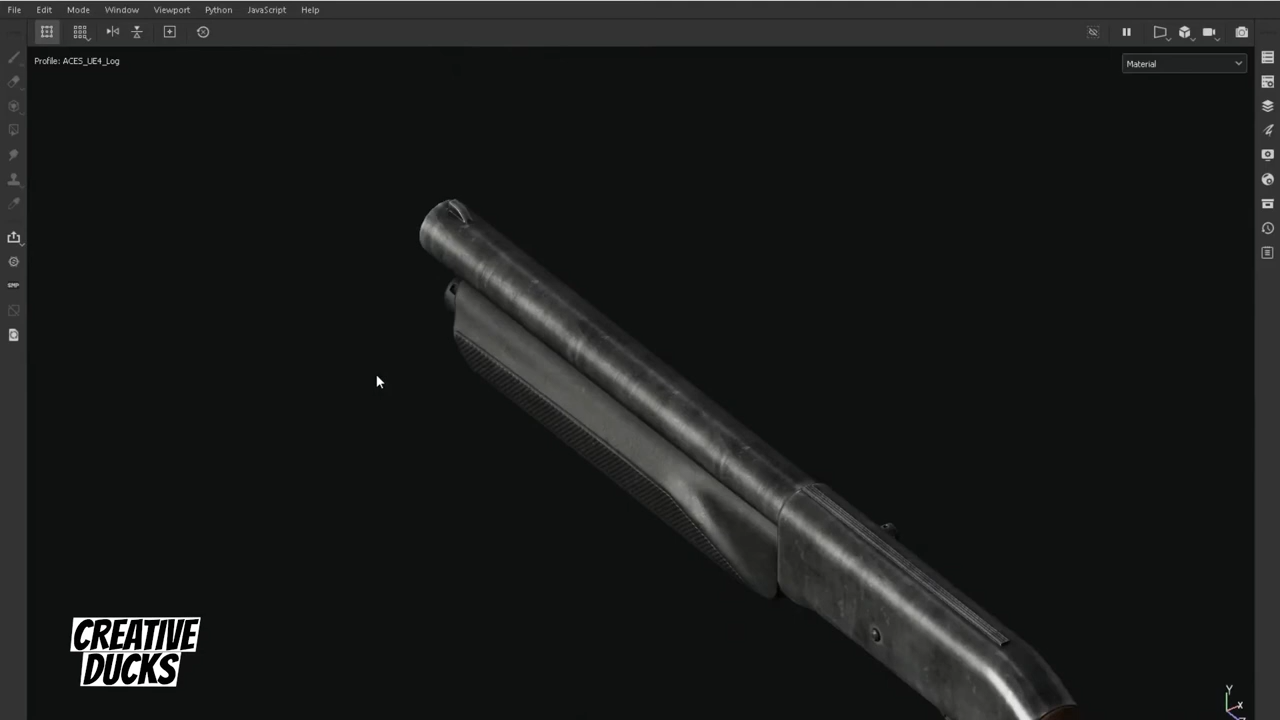 File Edit Mode Window Viewport Python JavaScript Help
Profile: ACES_UE4_Log
Material
CREATIVE
DUCKS
Y
X